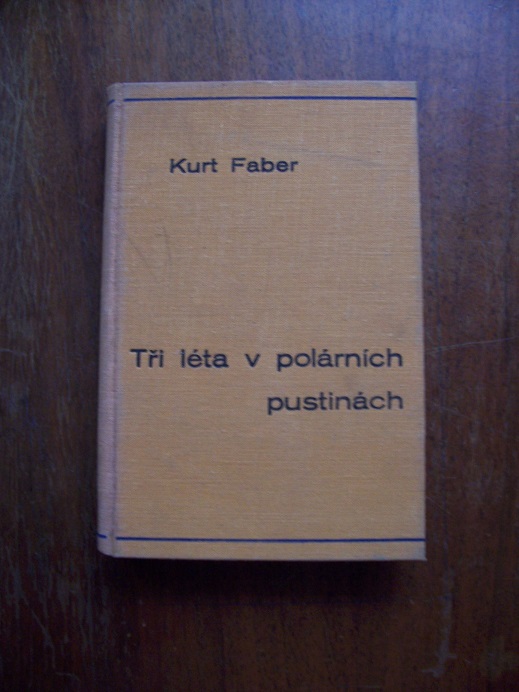 Kurt Faber
Tři léta v polárních
pustinách